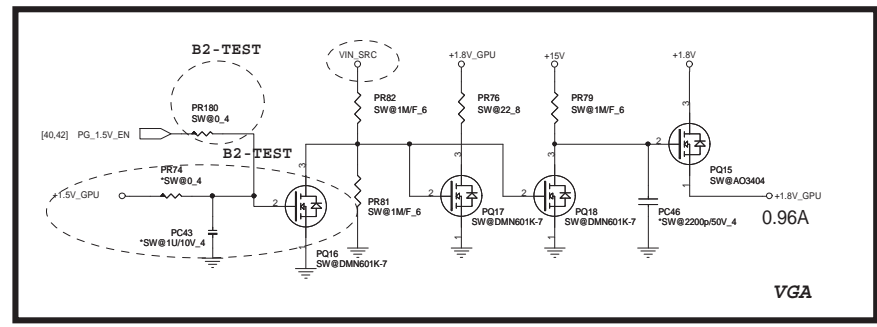 B2-TEST
VIN_SRC
+1.8V_GPU
+15V
+1.8V
PR180
SW@0_4
PR82
SW@1M/F_6
PR76
SW@22_8
PR79
SW@1M/F_6
3
[40,42] PG_1.5V_EN
2
B2-TEST
PR74
*SW@0_4
3
3
3
1
PQ15
SW@AO3404
+1.5V_GPU
2
PR81
SW@1M/F_6
2
2
+1.8V_GPU
PC43
*SW@1U/10V_4
1
PQ16
SW@DMN601K-7
1
PQ17
SW@DMN601K-7
1
PQ18
SW@DMN601K-7
PC46
*SW@2200p/50V_4
0.96A
VGA